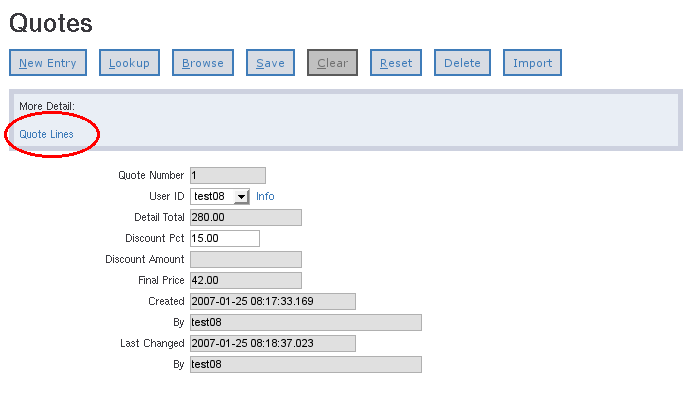 Quotes
New Entry Lookup Browse Save Clear Reset Delete Import
More Detail:
Quote Lines
Quote Number 1
User ID test08 Info
Detail Total 280.00
Discount Pct 15.00
Discount Amount
Final Price 42.00
Created 2007-01-25 08:17:33.169
By test08
Last Changed 2007-01-25 08:18:37.023
By test08